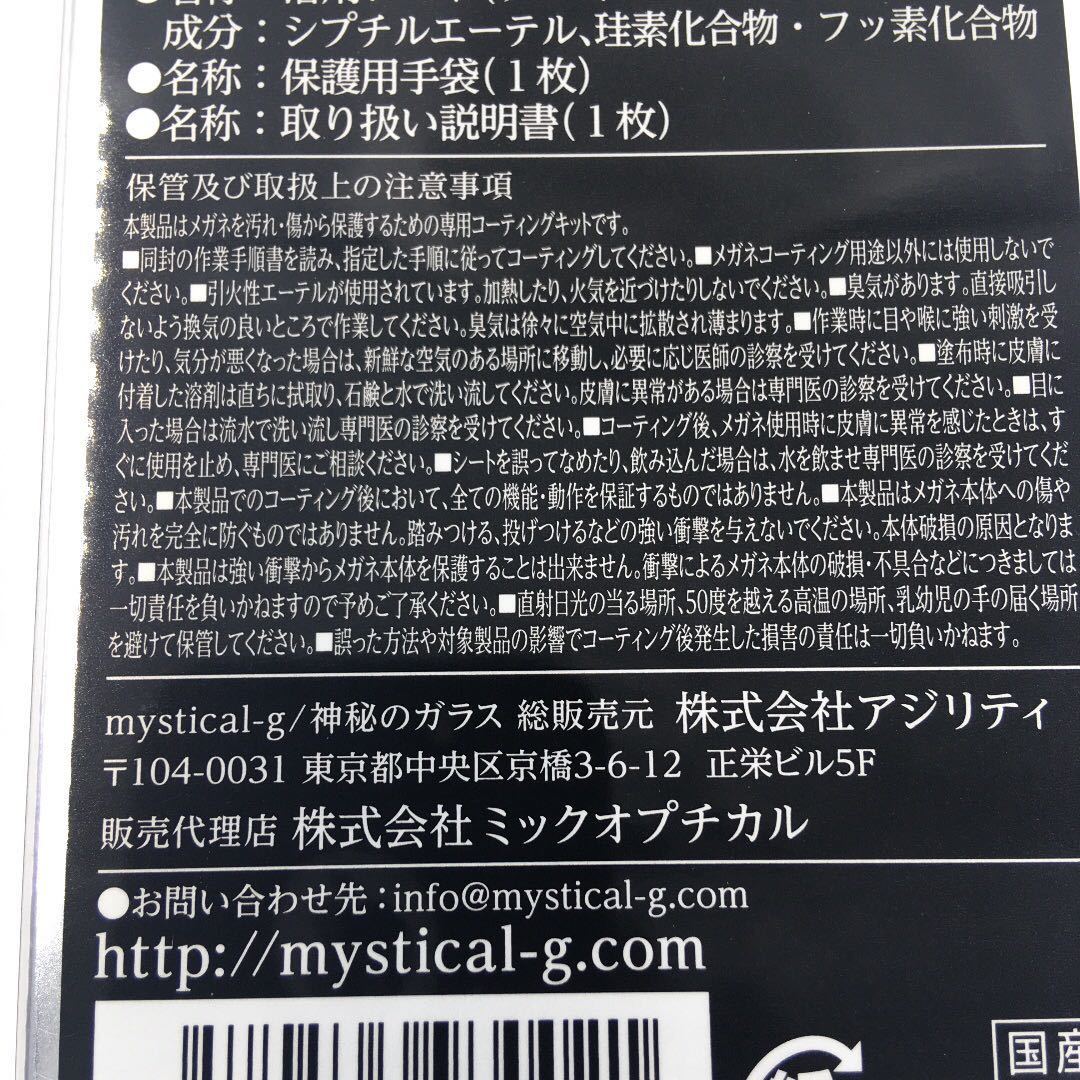 成分：シブチルエーテル、珪素化合物・フッ素化合物
●名称：保護用手袋(１枚)
●名称：取り扱い説明書(１枚)
保管及び取扱上の注意事項
本製品はメガネを汚れ・傷から保護するための専用コーティングキットです。
■同封の作業手順書を読み、指定した手順に従ってコーティングしてください。■メガネコーティング用途以外には使用しないで
ください。■引火性エーテルが使用されています。加熱したり、火気を近づけたりしないでください。■臭気があります。直接吸引し
ないよう換気の良いところで作業してください。臭気は徐々に空気中に拡散され薄まります。■作業時に目や喉に強い刺激を受
けたり、気分が悪くなった場合は、新鮮な空気のある場所に移動し、必要に応じ医師の診察を受けてください。■塗布時に皮膚に
付着した溶剤は直ちに拭取り、石鹸と水で洗い流してください。皮膚に異常がある場合は専門医の診察を受けてください。■目に
入った場合は流水で洗い流し専門医の診察を受けてください。■コーティング後、メガネ使用時に皮膚に異常を感じたときは、す
ぐに使用を止め、専門医にご相談ください。■シートを誤ってなめたり、飲み込んだ場合は、水を飲ませ専門医の診察を受けてくだ
さい。■本製品でのコーティング後において、全ての機能・動作を保証するものではありません。■本製品はメガネ本体への傷や
汚れを完全に防ぐものではありません。踏みつける、投げつけるなどの強い衝撃を与えないでください。本体破損の原因となりま
す。■本製品は強い衝撃からメガネ本体を保護することは出来ません。衝撃によるメガネ本体の破損・不具合などにつきましては
一切責任を負いかねますので予めご了承ください。■直射日光の当る場所、50度を越える高温の場所、乳幼児の手の届く場所
を避けて保管してください。■誤った方法や対象製品の影響でコーティング後発生した損害の責任は一切負いかねます。
mystical-g/神秘のガラス 総販売元 株式会社アジリティ
〒104-0031 東京都中央区京橋3-6-12 正栄ビル5F
販売代理店 株式会社ミックオプチカル
●お問い合わせ先：info@mystical-g.com
http://mystical-g.com
国産